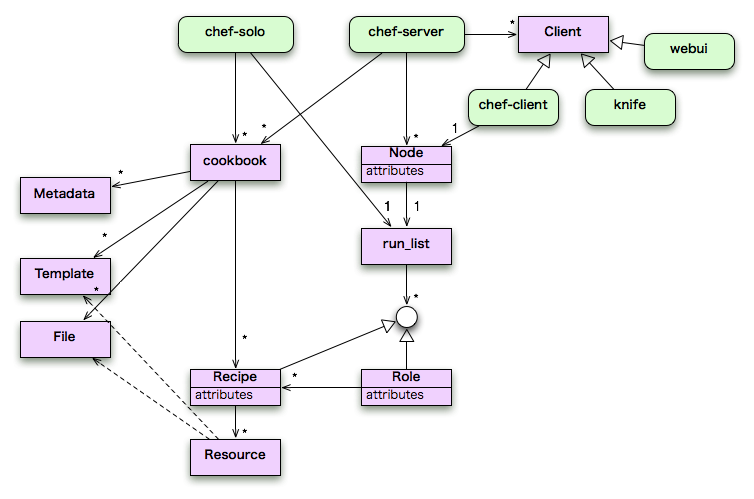 chef-solo
chef-server
*
Client
webui
chef-client
knife
*
*
*
1
cookbook
Node
attributes
*
Metadata
1
1
run_list
*
Template
*
*
File
*
Recipe
attributes
*
Role
attributes
*
Resource